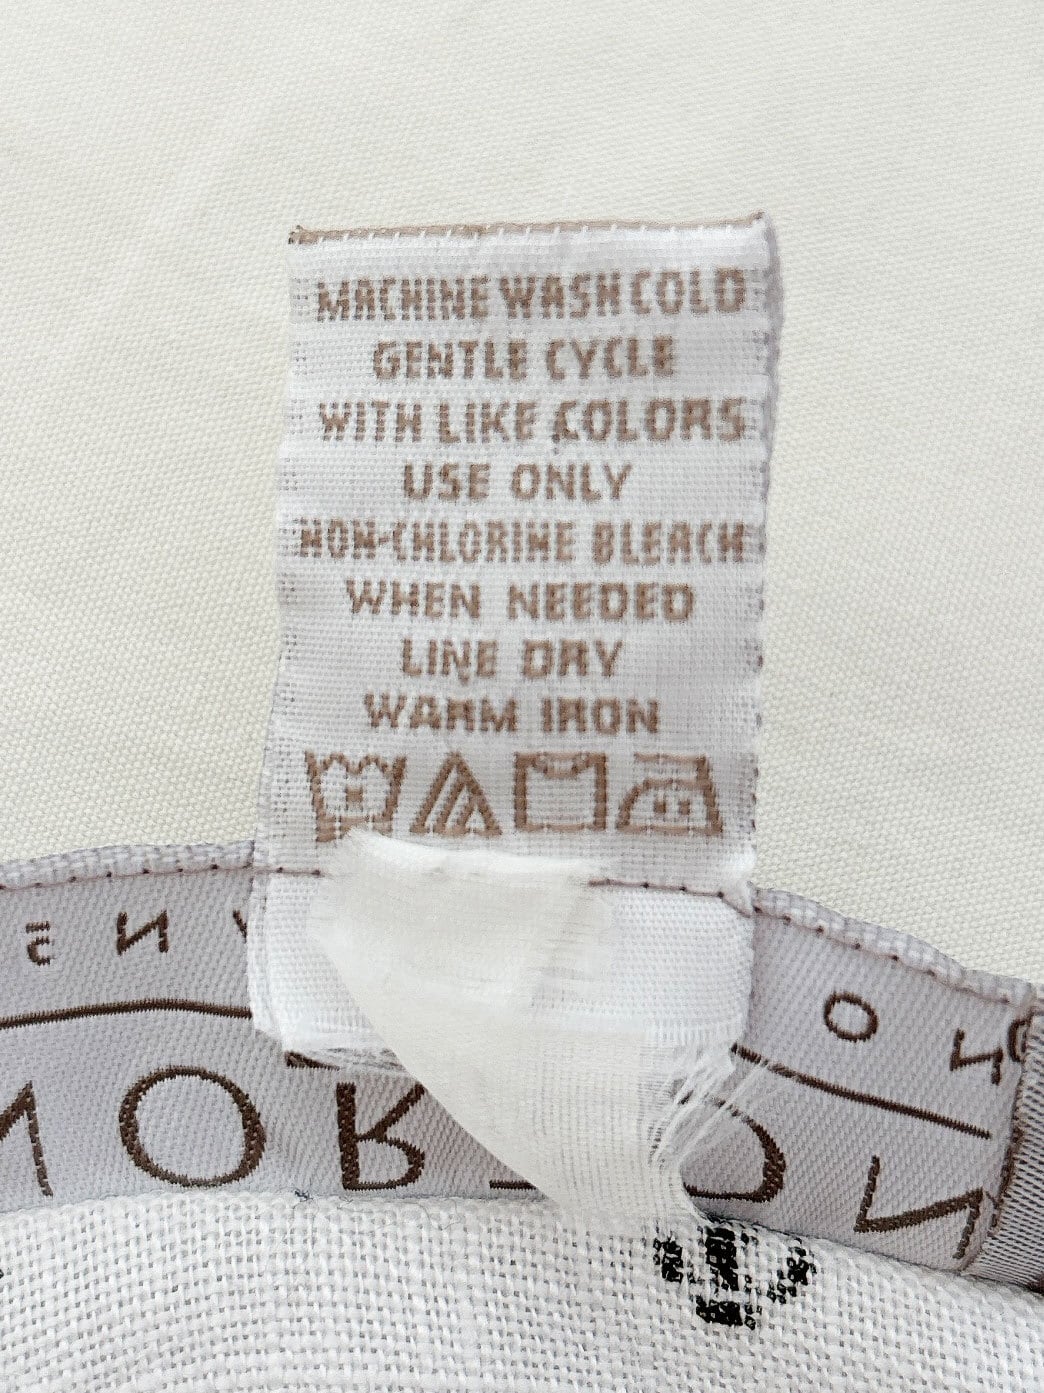 MACHINE WASH COLD
GENTLE CYCLE
WITH LIKE COLORS
USE ONLY
NON-CHLORINE BLEACH
WHEN NEEDED
LINE DRY
WARM IRON